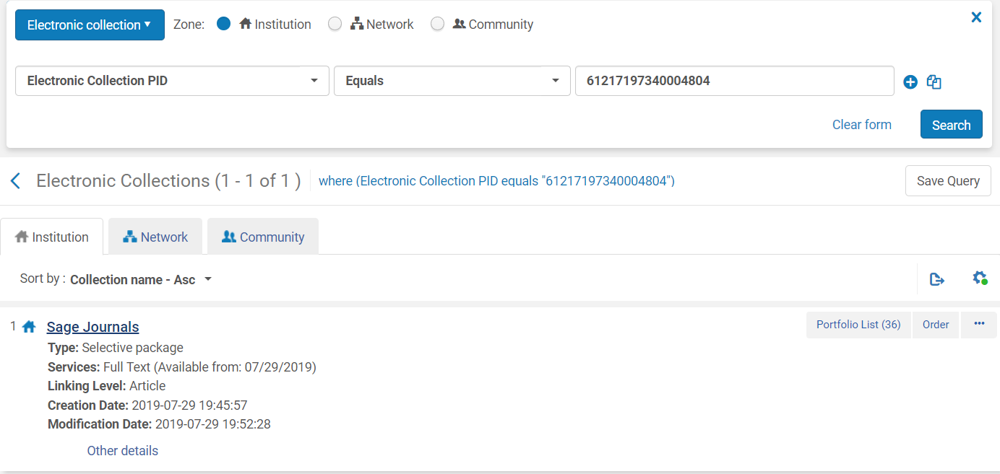 Electronic collection Zone: Institution Network Community
Electronic Collection PID Equals 61217197340004804
Clear form Search
Electronic Collections (1 - 1 of 1 ) where (Electronic Collection PID equals "61217197340004804") Save Query
Institution Network Community
Sort by : Collection name - Asc
1 Sage Journals Portfolio List (36) Order
Type: Selective package
Services: Full Text (Available from: 07/29/2019)
Linking Level: Article
Creation Date: 2019-07-29 19:45:57
Modification Date: 2019-07-29 19:52:28
Other details